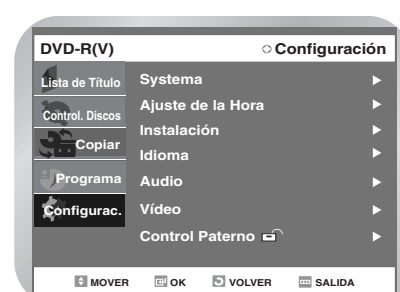 DVD-R(V)
Configuración
Lista de Título
Systema
Control. Discos
Ajuste de la Hora
Instalación
Copiar
Idioma
Programa
Audio
Configurac.
Vídeo
Control Paterno
MOVER OK VOLVER SALIDA